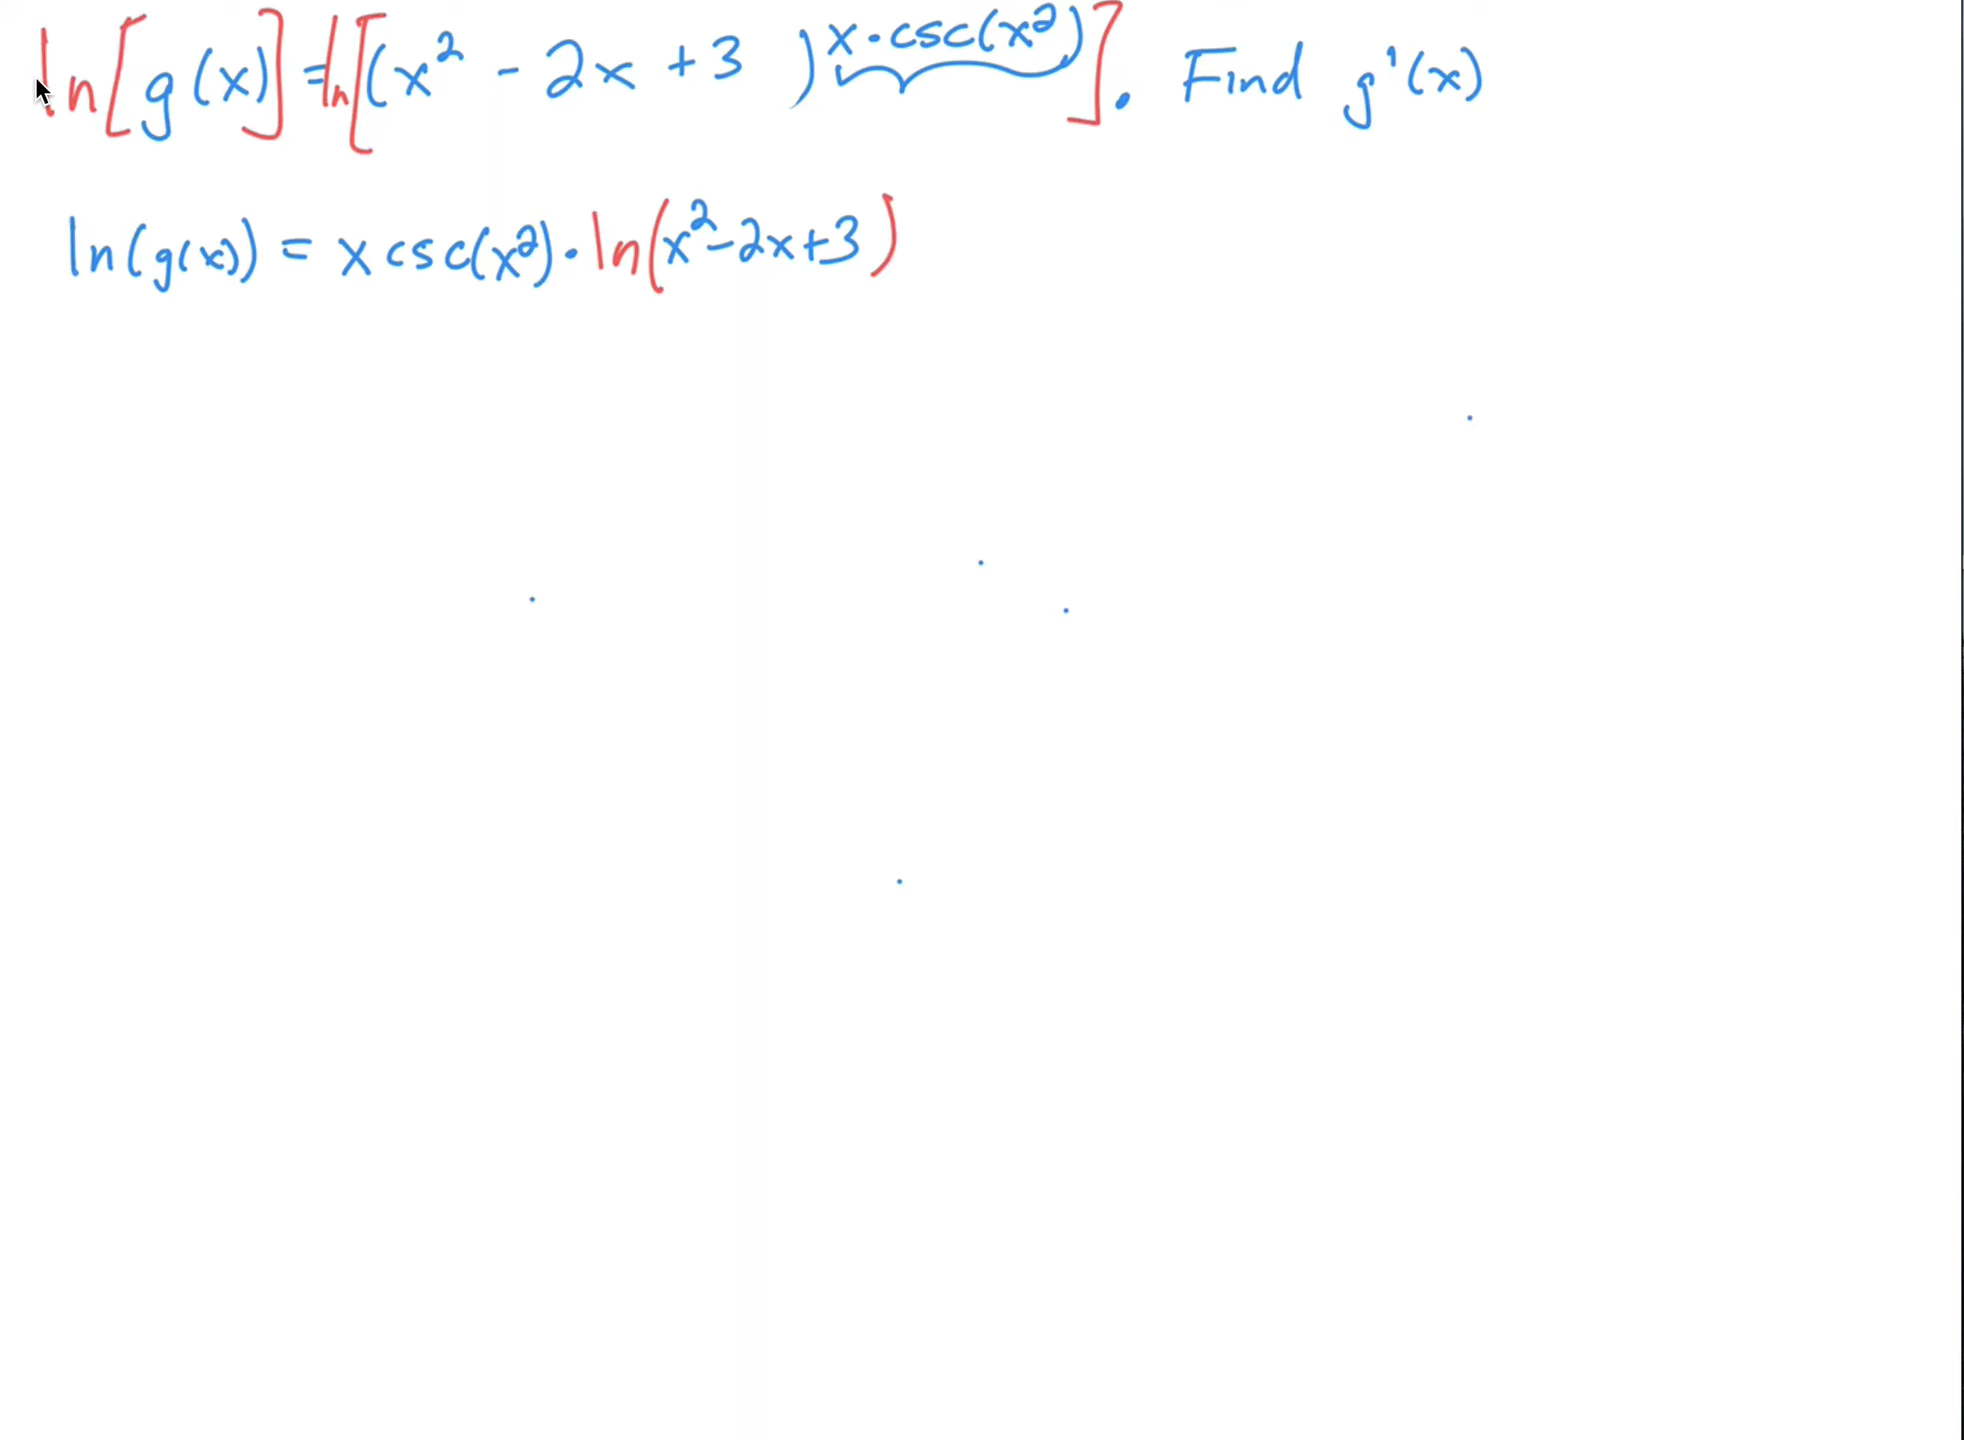 ln[g(x)] = ln[(x² - 2x + 3)^(x·csc(x²))]. Find g'(x)
ln(g(x)) = x csc(x²)·ln(x²-2x+3)